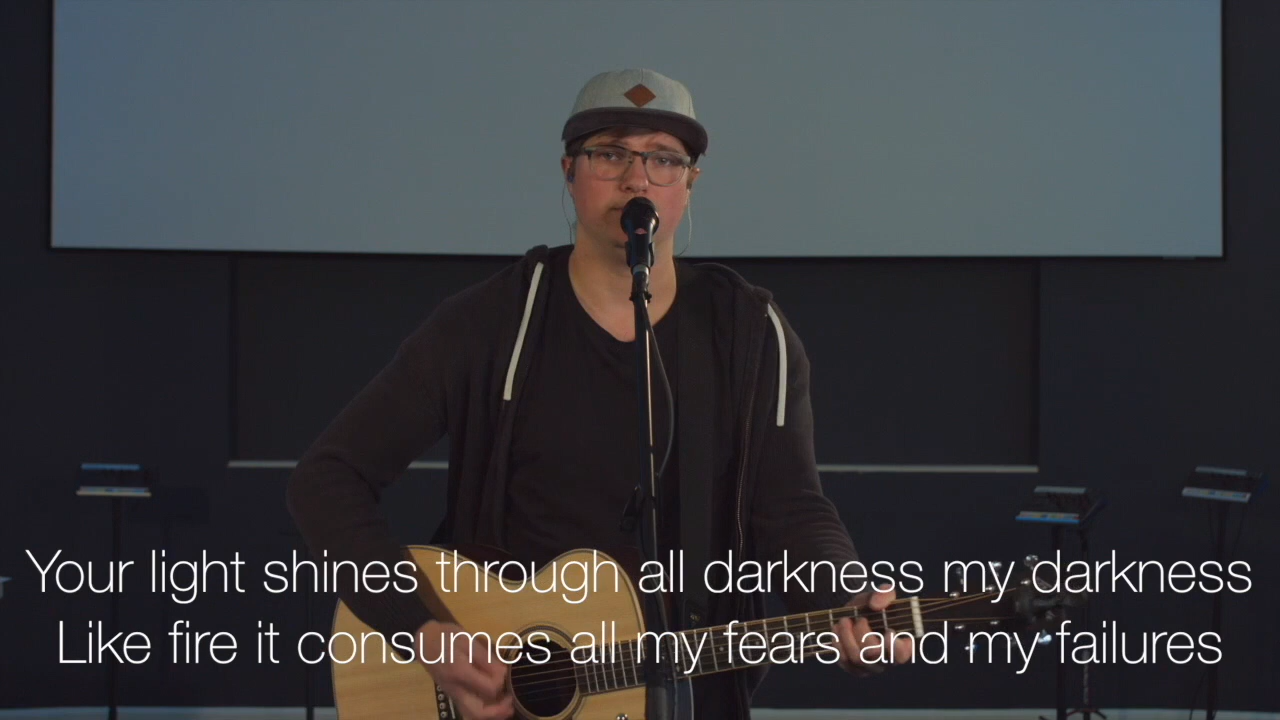 Your light shines through all darkness my darkness
Like fire it consumes all my fears and my failures